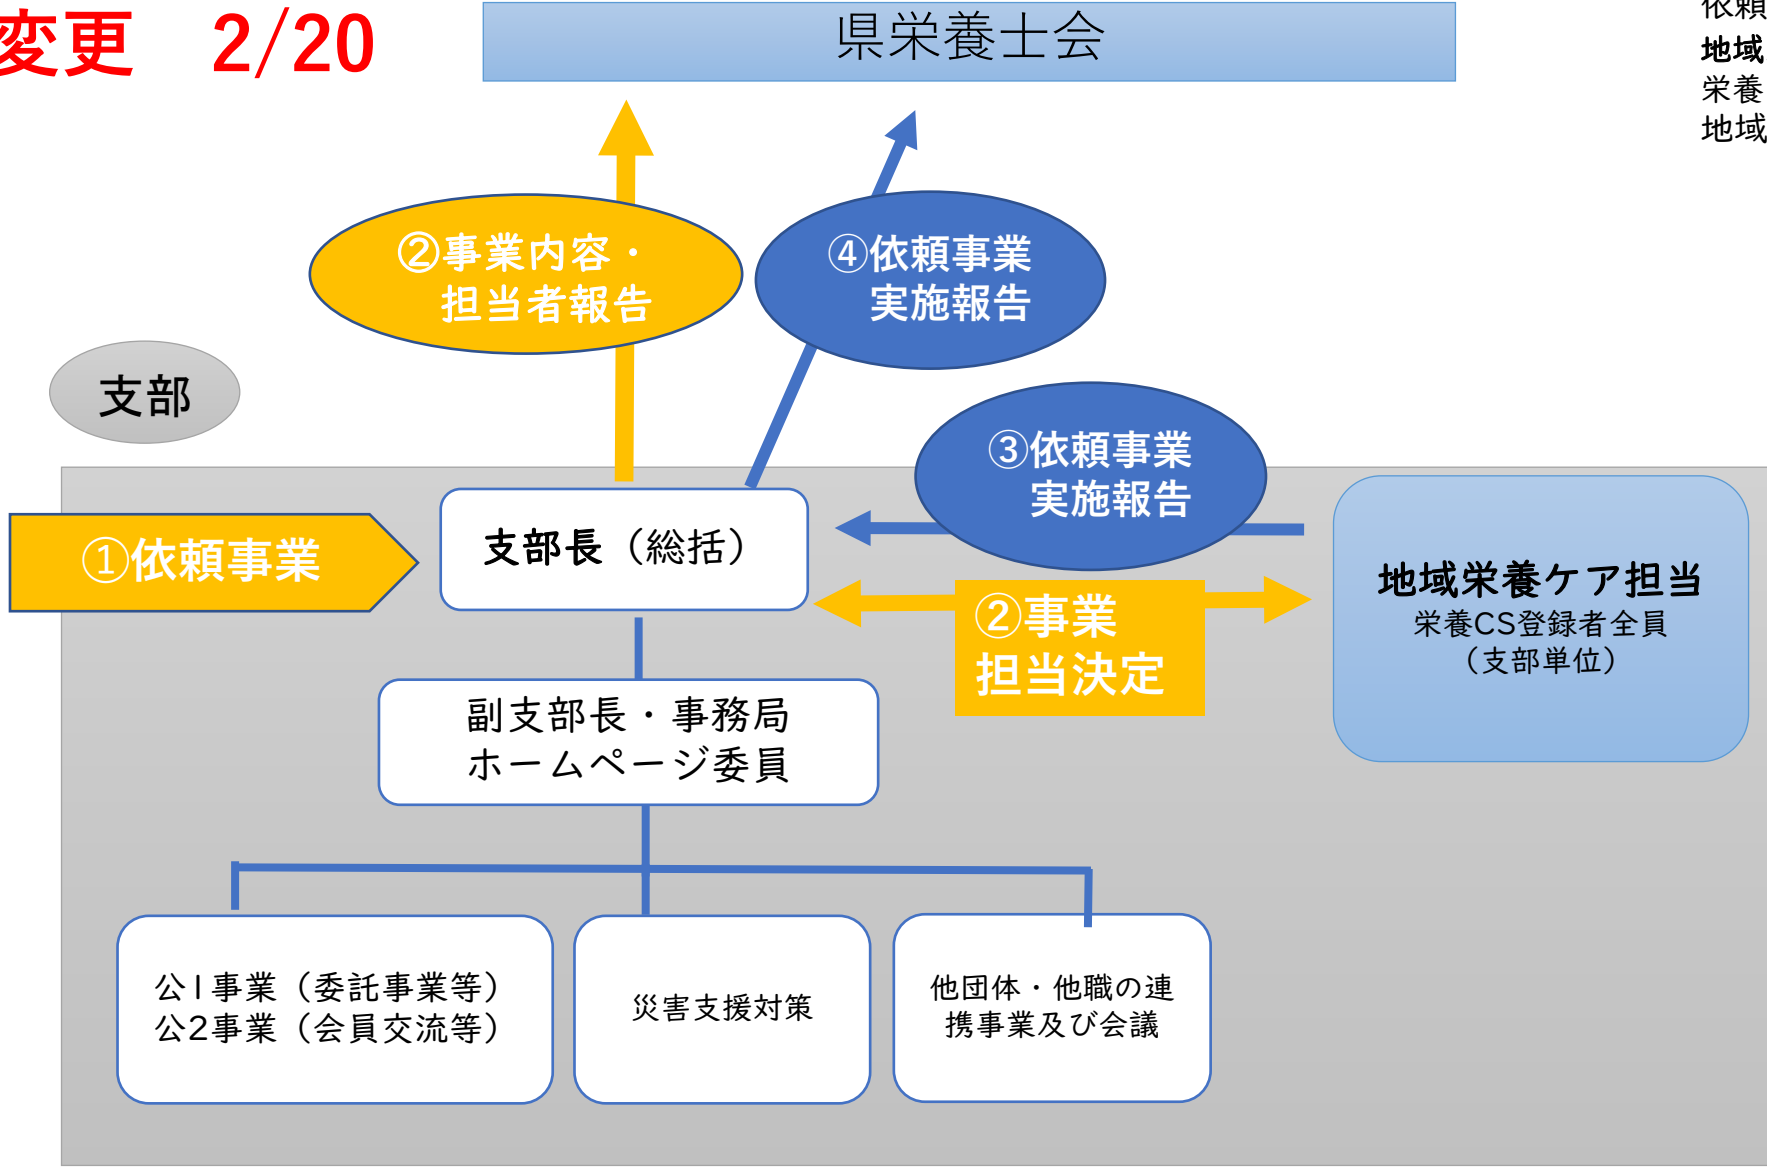 変更 2/20
県栄養士会
依頼
地域
栄養
地域
②事業内容・
担当者報告
④依頼事業
実施報告
支部
③依頼事業
実施報告
①依頼事業
支部長（総括）
②事業
担当決定
地域栄養ケア担当
栄養CS登録者全員
（支部単位）
副支部長・事務局
ホームページ委員
公1事業（委託事業等）
公2事業（会員交流等）
災害支援対策
他団体・他職の連
携事業及び会議